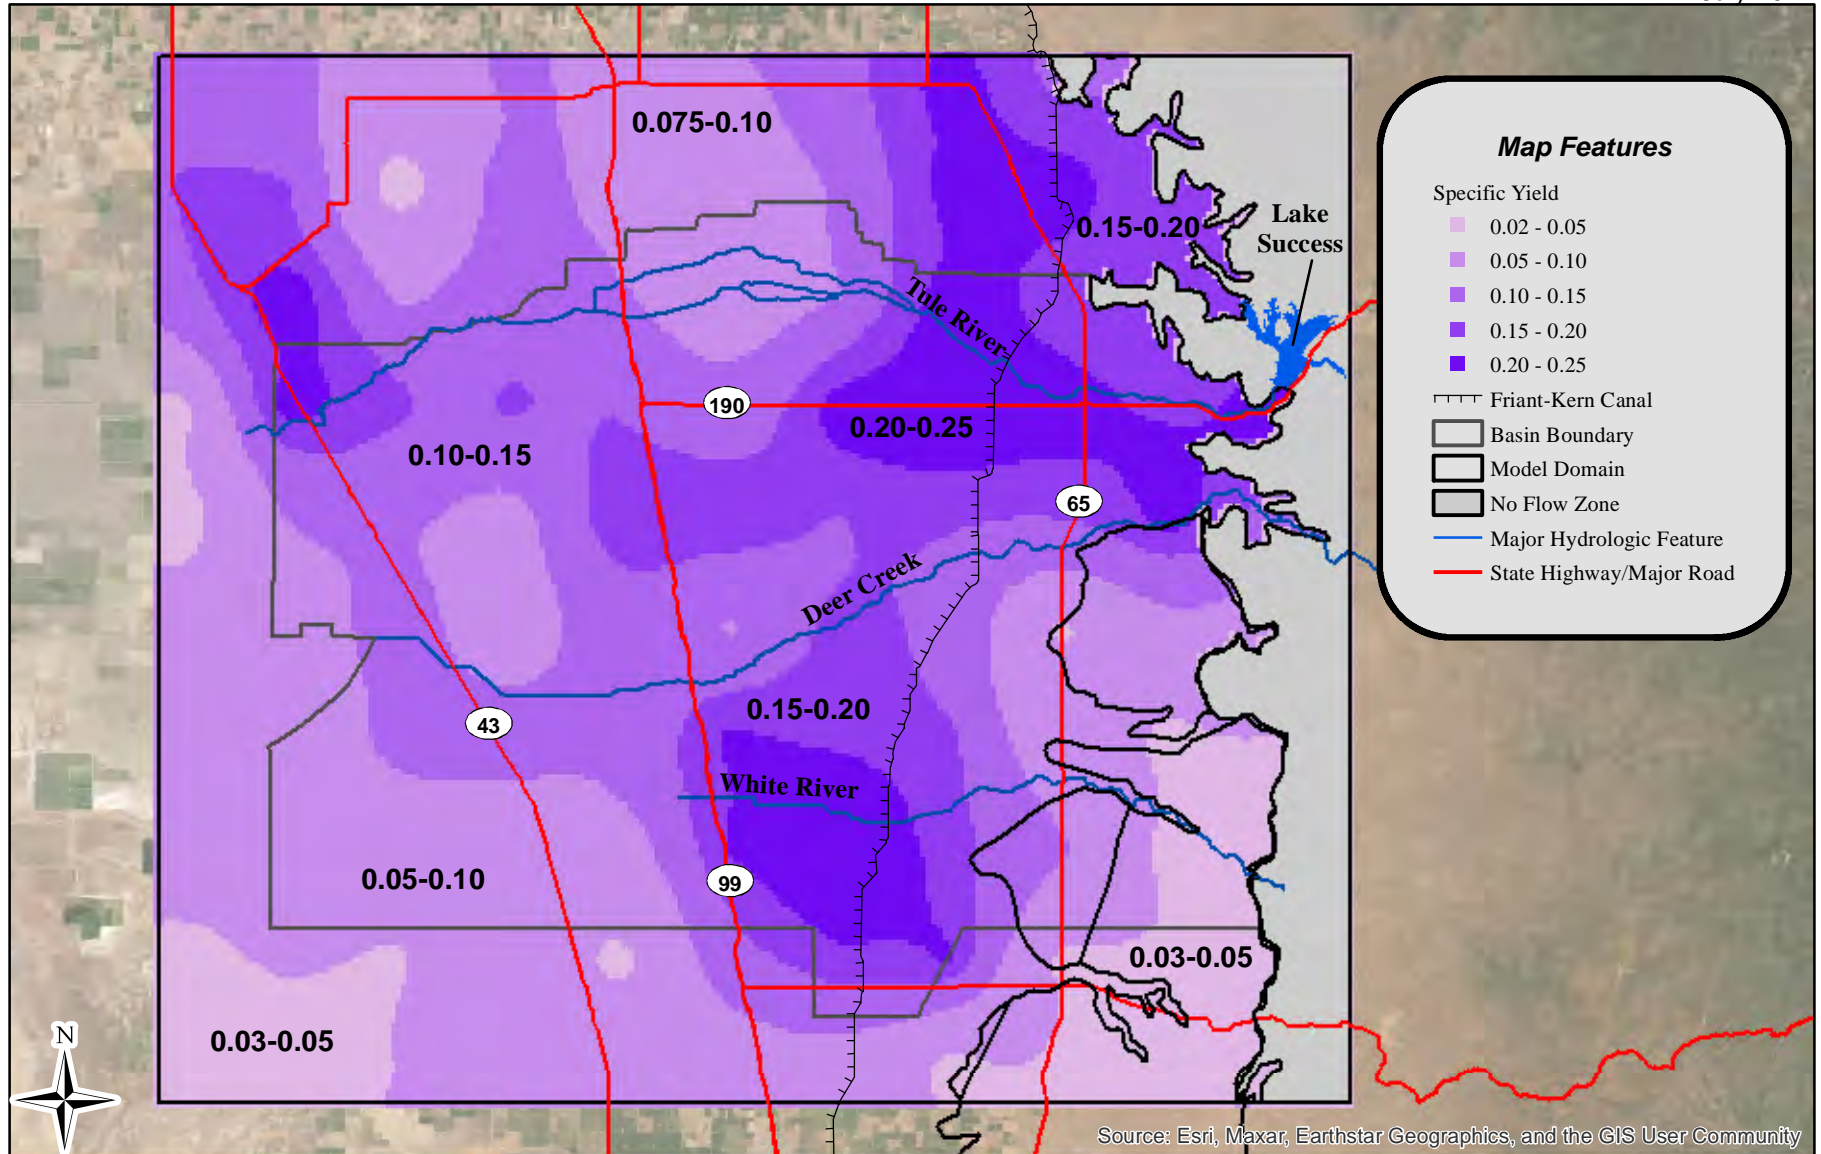 0.075-0.10
0.15-0.20
Lake
Success
Tule River
190
0.20-0.25
0.10-0.15
65
Deer Creek
0.15-0.20
43
White River
0.05-0.10
99
0.03-0.05
0.03-0.05
N
Map Features
Specific Yield
0.02 - 0.05
0.05 - 0.10
0.10 - 0.15
0.15 - 0.20
0.20 - 0.25
Friant-Kern Canal
Basin Boundary
Model Domain
No Flow Zone
Major Hydrologic Feature
State Highway/Major Road
Source: Esri, Maxar, Earthstar Geographics, and the GIS User Community